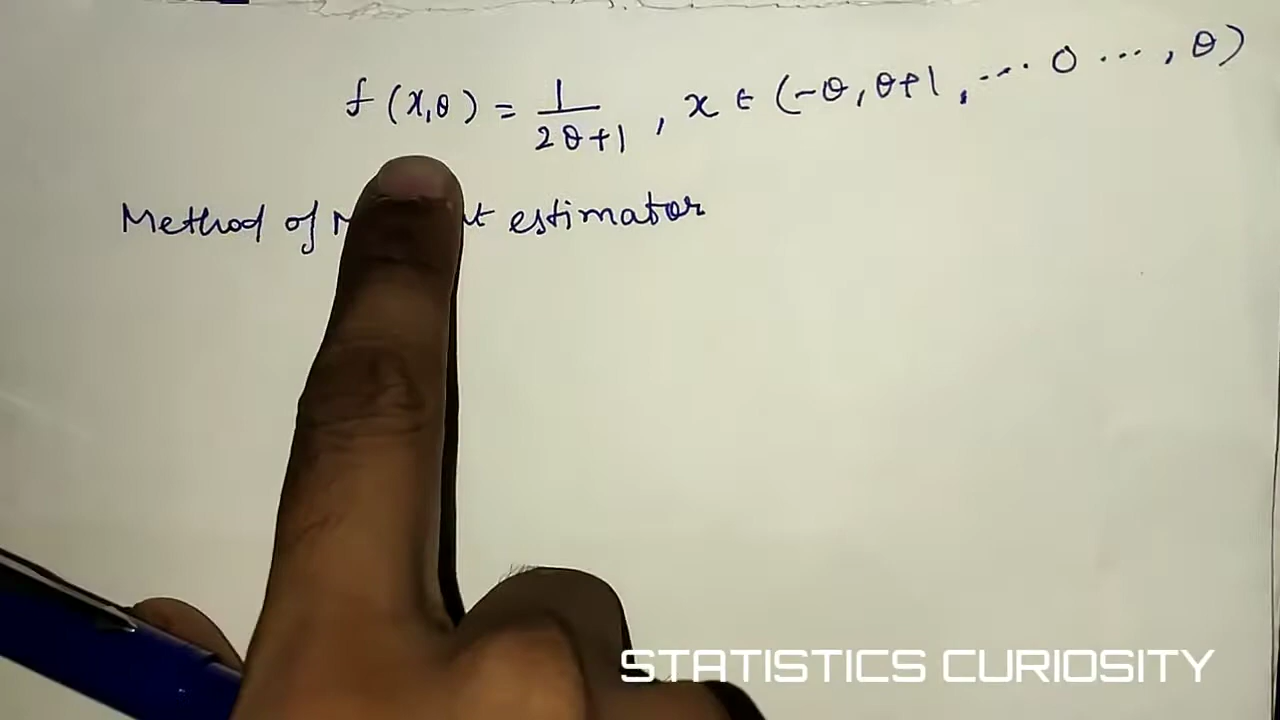 f(x,θ) = 1/2θ+1 , x ∈ (-θ, θ+1, ... 0 ..., θ)
Method of estimator
STATISTICS CURIOSITY